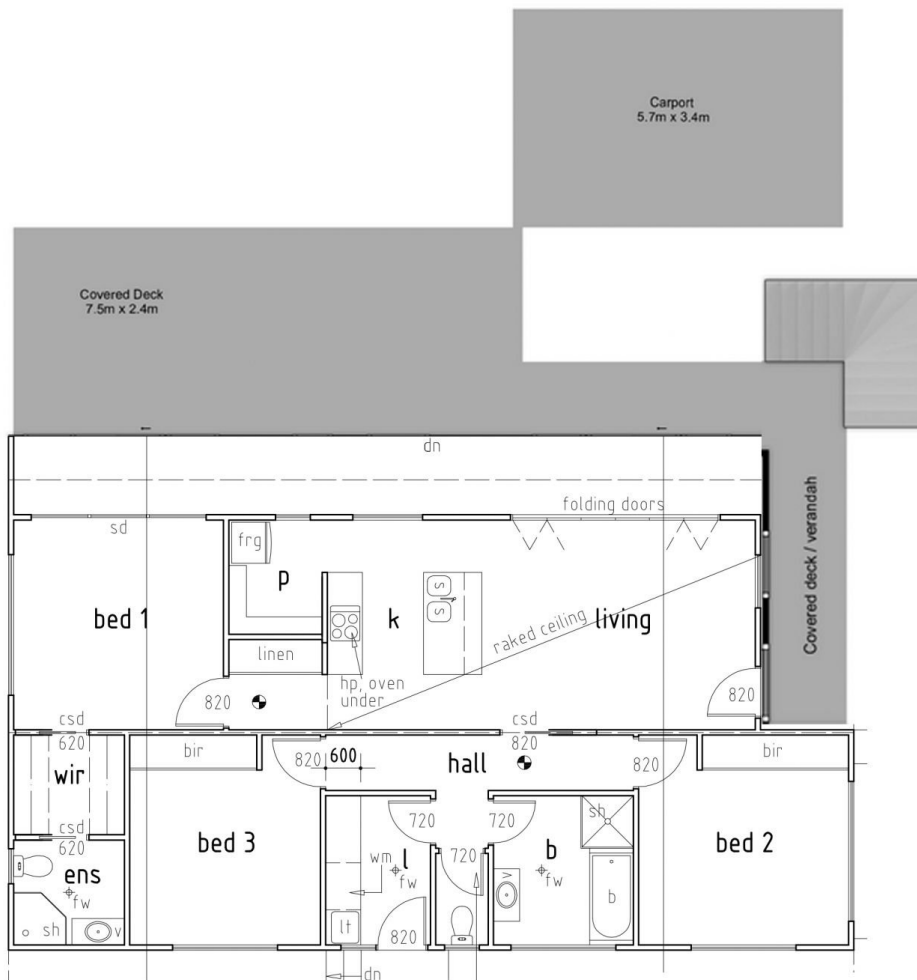 Carport
5.7m x 3.4m
Covered Deck
7.5m x 2.4m
dn
folding doors
sd
frg
p
bed 1
k
S
S
living
raked ceiling
Covered deck / verandah
linen
hp, oven
under
820
820
csd
620
csd
820
bir
820
600
hall
820
bir
wir
csd
620
bed 3
720
720
sh
bed 2
ens
fw
wm
l
fw
720
b
fw
v
b
sh
v
lt
820
dn